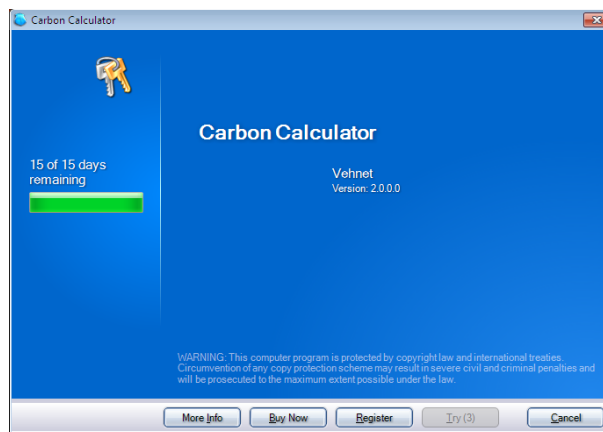 Carbon Calculator
15 of 15 days
remaining
Carbon Calculator
Vehnet
Version: 2.0.0.0
WARNING: This computer program is protected by copyright law and international treaties.
Circumvention of any copy protection scheme may result in severe civil and criminal penalties and
will be prosecuted to the maximum extent possible under the law.
More Info
Buy Now
Register
Try (3)
Cancel